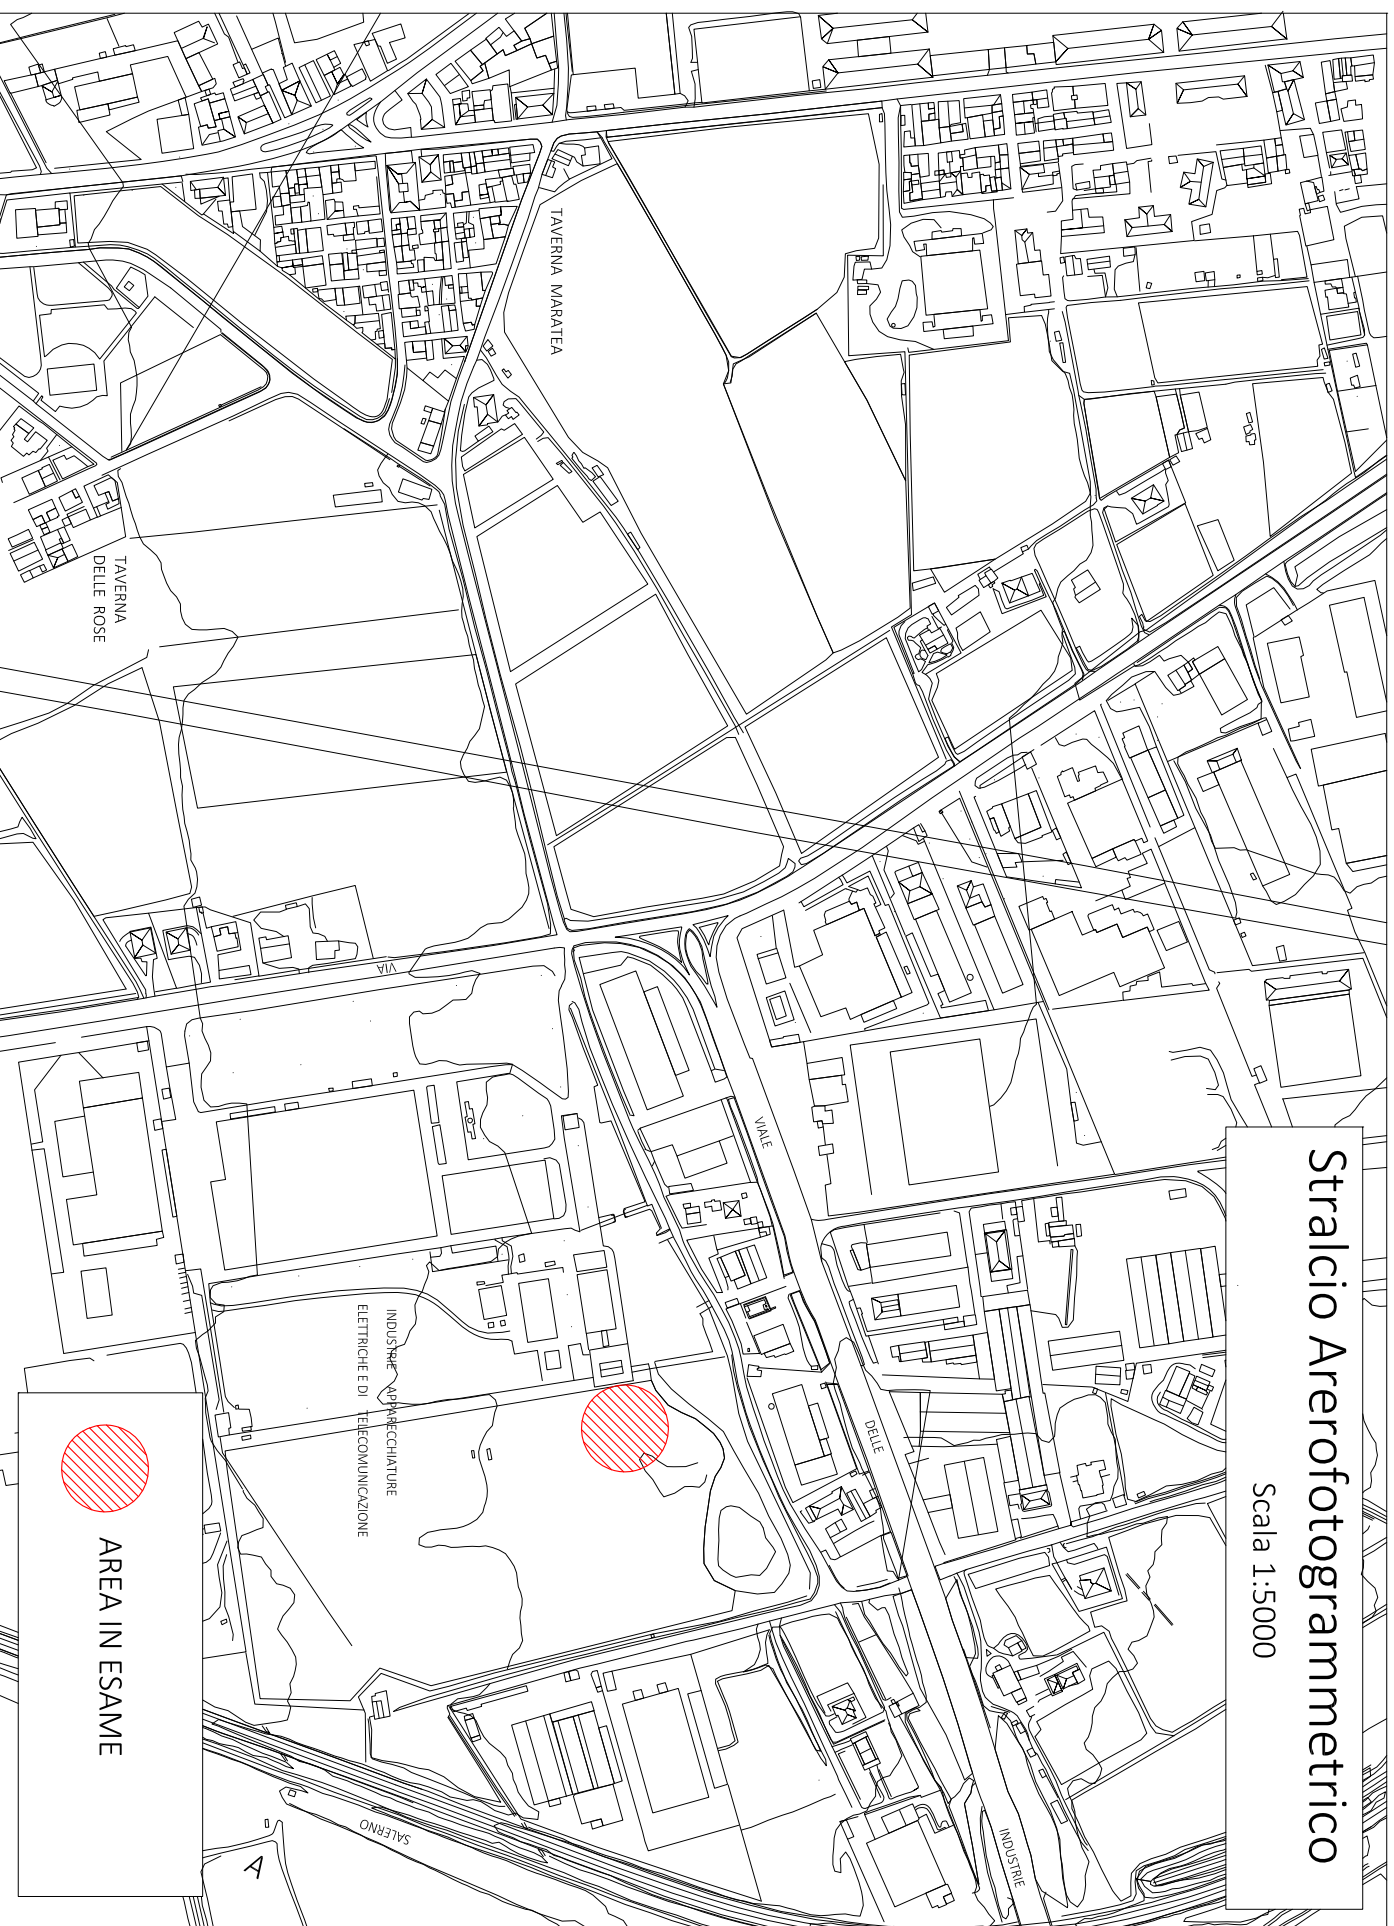 Stralcio Arerofotogrammetrico
Scala 1:5000
TAVERNA MARATEA
TAVERNA
DELLE ROSE
VIA
VIALE
DELLE
INDUSTRIE
INDUSTRIE APPARECCHIATURE
ELETTRICHE E DI TELECOMUNICAZIONE
SALERNO
A
AREA IN ESAME